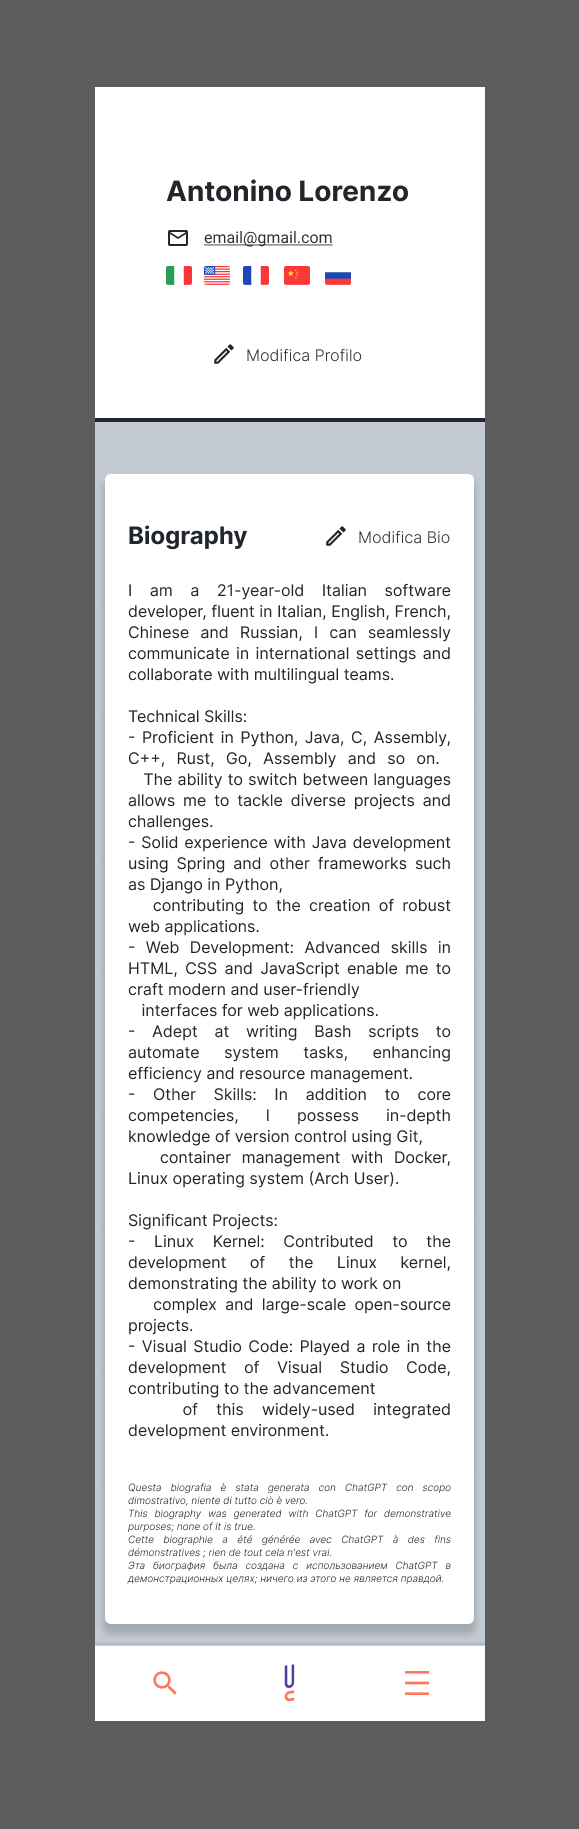 Antonino Lorenzo
email@gmail.com
Modifica Profilo
Biography
Modifica Bio
I am a 21-year-old Italian software
developer, fluent in Italian, English, French,
Chinese and Russian, I can seamlessly
communicate in international settings and
collaborate with multilingual teams.
Technical Skills:
- Proficient in Python, Java, C, Assembly,
C++, Rust, Go, Assembly and so on.
The ability to switch between languages
allows me to tackle diverse projects and
challenges.
- Solid experience with Java development
using Spring and other frameworks such
as Django in Python,
contributing to the creation of robust
web applications.
- Web Development: Advanced skills in
HTML, CSS and JavaScript enable me to
craft modern and user-friendly
interfaces for web applications.
- Adept at writing Bash scripts to
automate system tasks, enhancing
efficiency and resource management.
- Other Skills: In addition to core
competencies, I possess in-depth
knowledge of version control using Git,
container management with Docker,
Linux operating system (Arch User).
Significant Projects:
- Linux Kernel: Contributed to the
development of the Linux kernel,
demonstrating the ability to work on
complex and large-scale open-source
projects.
- Visual Studio Code: Played a role in the
development of Visual Studio Code,
contributing to the advancement
of this widely-used integrated
development environment.
Questa biografia è stata generata con ChatGPT con scopo
dimostrativo, niente di tutto ciò è vero.
This biography was generated with ChatGPT for demonstrative
purposes; none of it is true.
Cette biographie a été générée avec ChatGPT à des fins
démonstratives ; rien de tout cela n'est vrai.
Эта биография была создана с использованием ChatGPT в
демонстрационных целях; ничего из этого не является правдой.